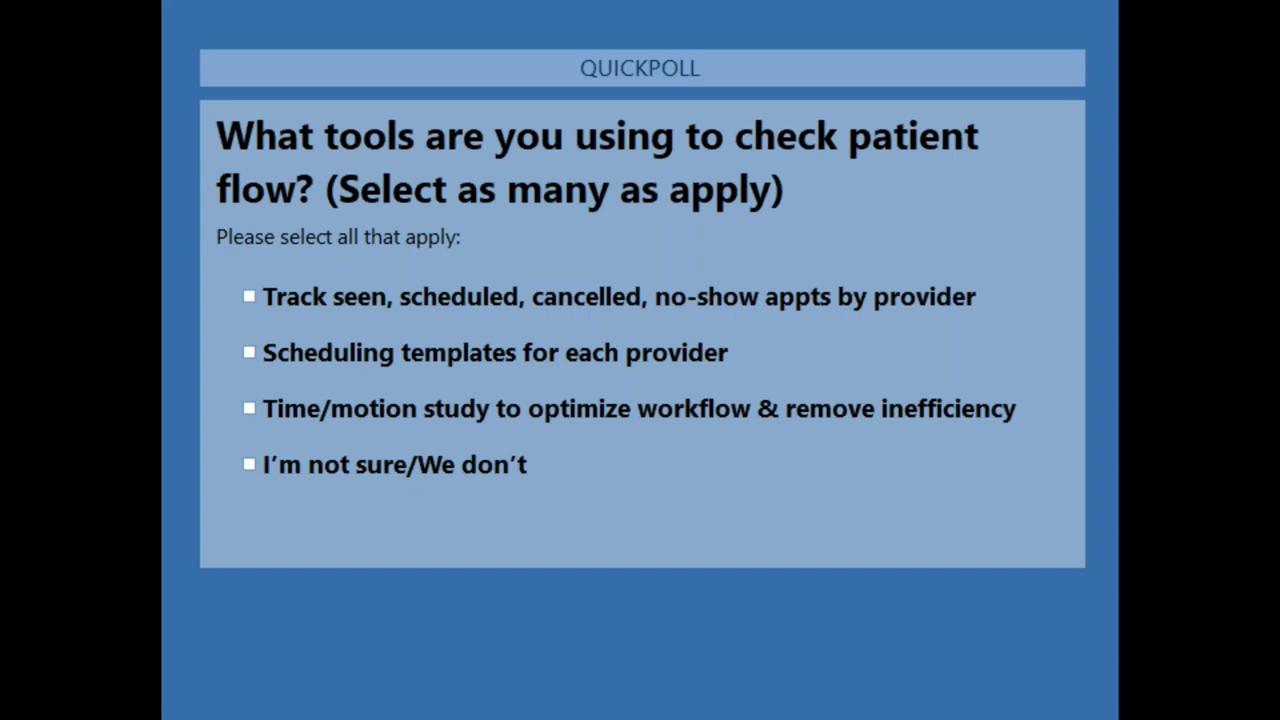 QUICKPOLL
What tools are you using to check patient
flow? (Select as many as apply)
Please select all that apply:
Track seen, scheduled, cancelled, no-show appts by provider
Scheduling templates for each provider
Time/motion study to optimize workflow & remove inefficiency
I’m not sure/We don’t